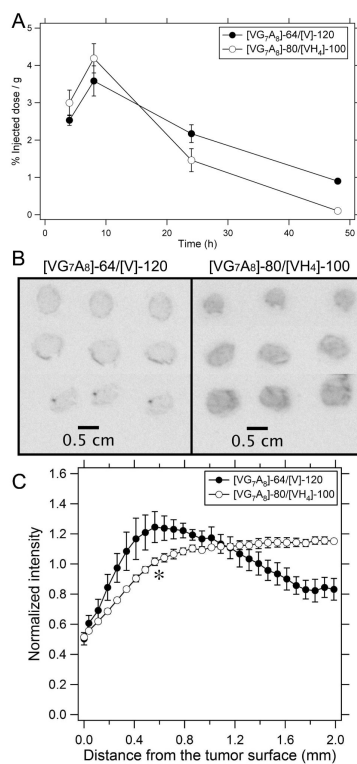 A
[VG₇A₈]-64/[V]-120
[VG₇A₈]-80/[VH₄]-100
% Injected dose / g
5
4
3
2
1
0
0 10 20 30 40 50
Time (h)
B
[VG₇A₈]-64/[V]-120 [VG₇A₈]-80/[VH₄]-100
0.5 cm 0.5 cm
C
[VG₇A₈]-64/[V]-120
[VG₇A₈]-80/[VH₄]-100
Normalized intensity
1.6
1.4
1.2
1.0
0.8
0.6
0.4
0.2
0.0
*
0.0 0.4 0.8 1.2 1.6 2.0
Distance from the tumor surface (mm)